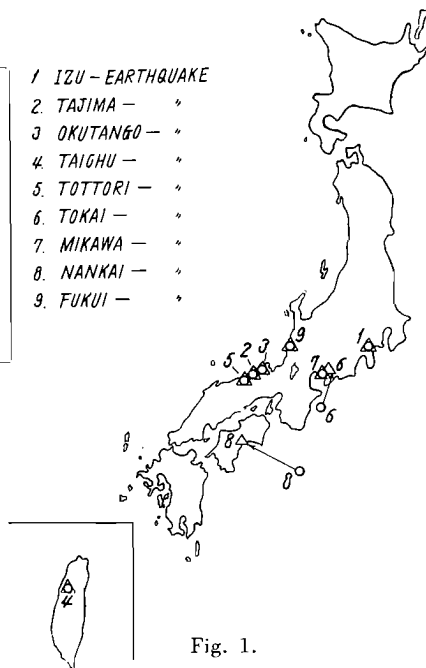 1 IZU - EARTHQUAKE
2. TAJIMA - "
3 OKUTANGO - "
4. TAIGHU - "
5. TOTTORI - "
6. TOKAI - "
7. MIKAWA - "
8. NANKAI - "
9. FUKUI - "
9
1
5 2 3
7 6
6
8
8
4
Fig. 1.